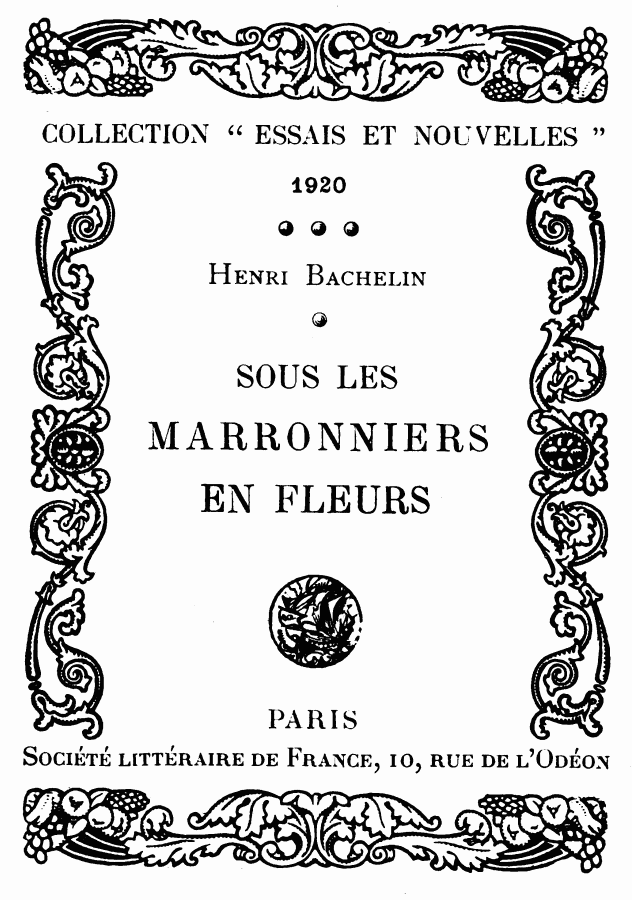 COLLECTION “ ESSAIS ET NOUVELLES ”
1920
HENRI BACHELIN
SOUS LES
MARRONNIERS
EN FLEURS
PARIS
SOCIÉTÉ LITTÉRAIRE DE FRANCE, 10, RUE DE L’ODÉON